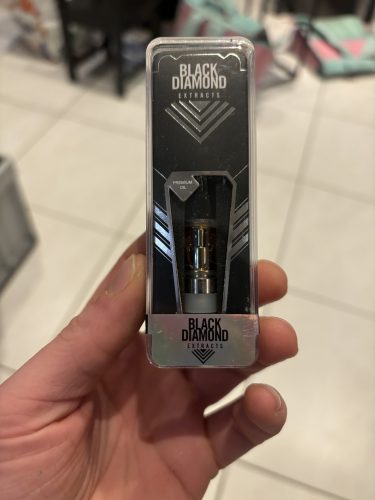 BLACK
DIAMOND
EXTRACTS
PREMIUM
OIL
BLACK
DIAMOND
EXTRACTS